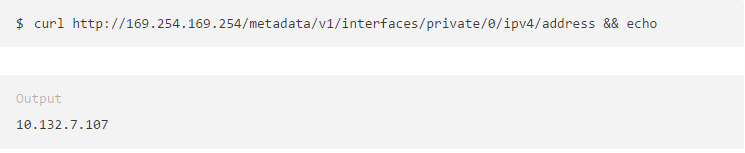 $ curl http://169.254.169.254/metadata/v1/interfaces/private/0/ipv4/address && echo
Output
10.132.7.107